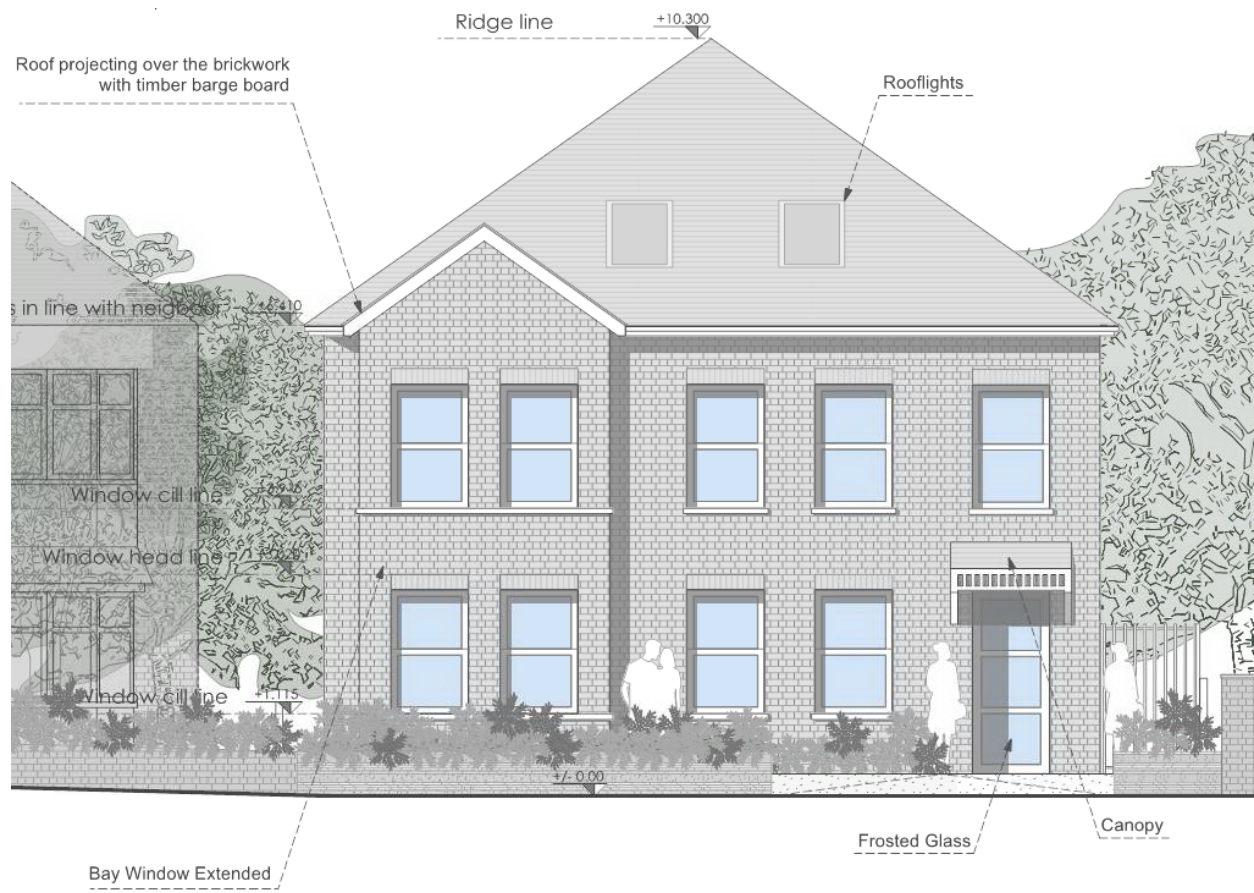 Ridge line
+10.300
Roof projecting over the brickwork
with timber barge board
Rooflights
s in line with neigbour
Window cill line
Window head line
Window cill line
+1.115
+/- 0.00
Frosted Glass
Canopy
Bay Window Extended